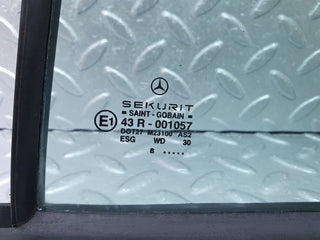 SEKURIT
SAINT-GOBAIN
E1 43 R - 001057
DOT27 M23100 AS2
ESG WD 30
8 .....